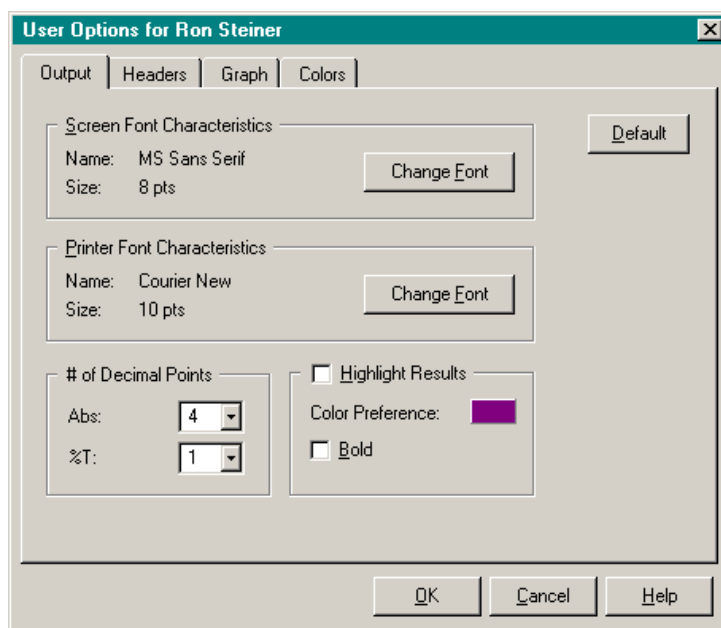 User Options for Ron Steiner
Output Headers Graph Colors
Screen Font Characteristics
Name: MS Sans Serif
Size: 8 pts
Change Font
Default
Printer Font Characteristics
Name: Courier New
Size: 10 pts
Change Font
# of Decimal Points
Abs: 4
%T: 1
Highlight Results
Color Preference:
Bold
OK Cancel Help